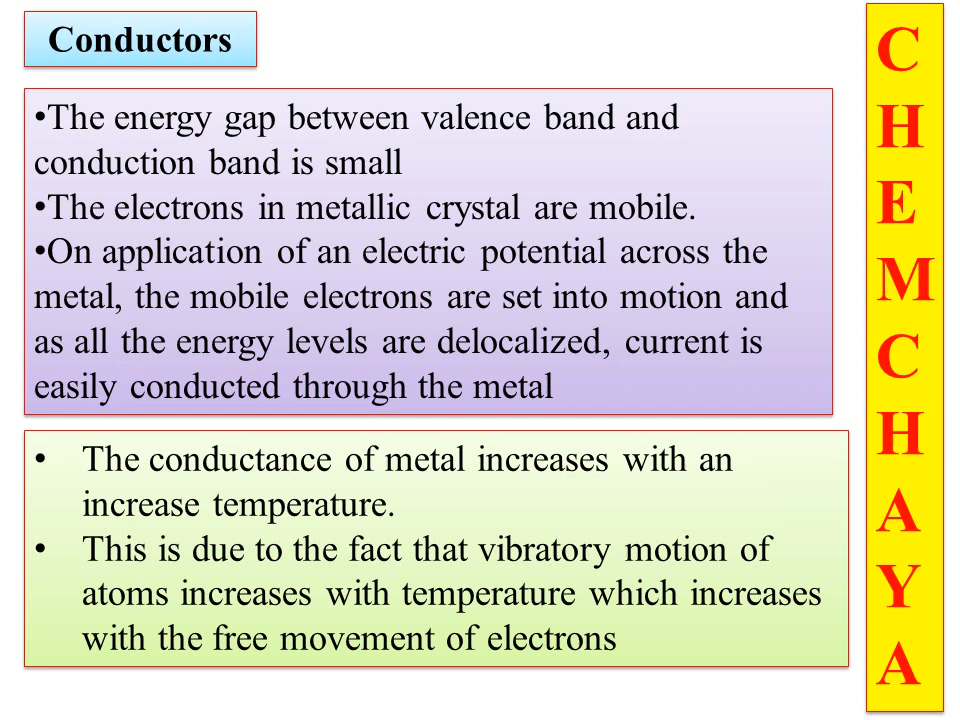 Conductors
•The energy gap between valence band and
conduction band is small
•The electrons in metallic crystal are mobile.
•On application of an electric potential across the
metal, the mobile electrons are set into motion and
as all the energy levels are delocalized, current is
easily conducted through the metal
• The conductance of metal increases with an
increase temperature.
• This is due to the fact that vibratory motion of
atoms increases with temperature which increases
with the free movement of electrons
C
H
E
M
C
H
A
Y
A